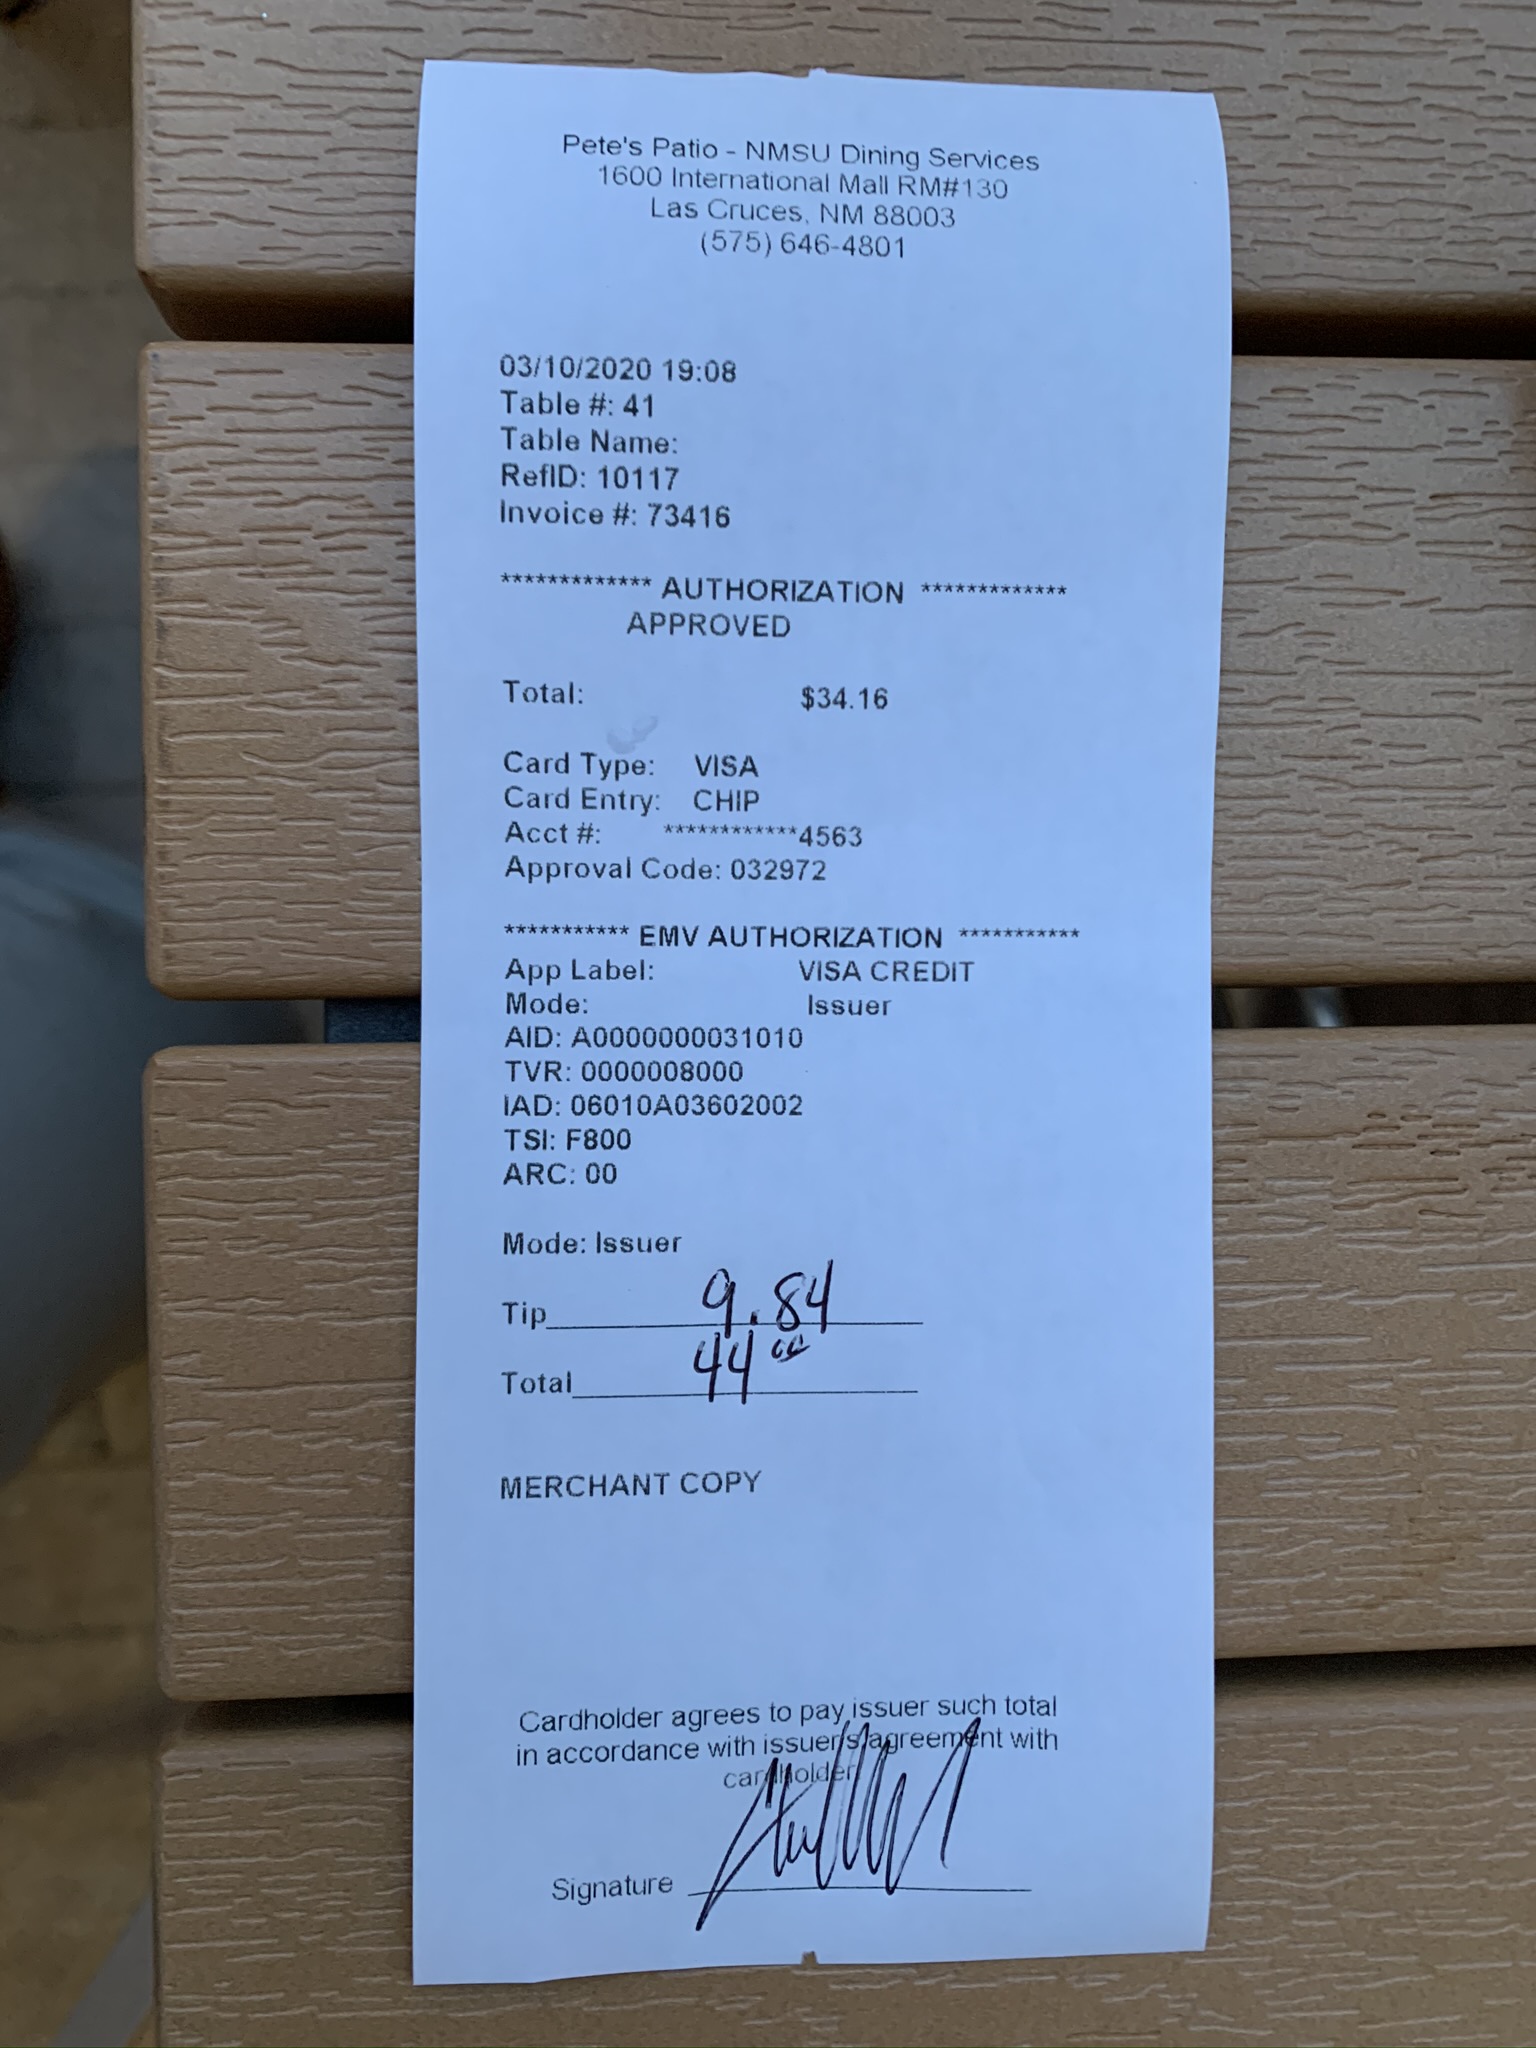 Pete's Patio - NMSU Dining Services
1600 International Mall RM#130
Las Cruces, NM 88003
(575) 646-4801
03/10/2020 19:08
Table #: 41
Table Name:
RefID: 10117
Invoice #: 73416
************* AUTHORIZATION *************
APPROVED
Total: $34.16
Card Type: VISA
Card Entry: CHIP
Acct #: ************4563
Approval Code: 032972
*********** EMV AUTHORIZATION ***********
App Label: VISA CREDIT
Mode: Issuer
AID: A0000000031010
TVR: 0000008000
IAD: 06010A03602002
TSI: F800
ARC: 00
Mode: Issuer
Tip 9.84
Total 44 00
MERCHANT COPY
Cardholder agrees to pay issuer such total
in accordance with issuer's agreement with
cardholder
Signature